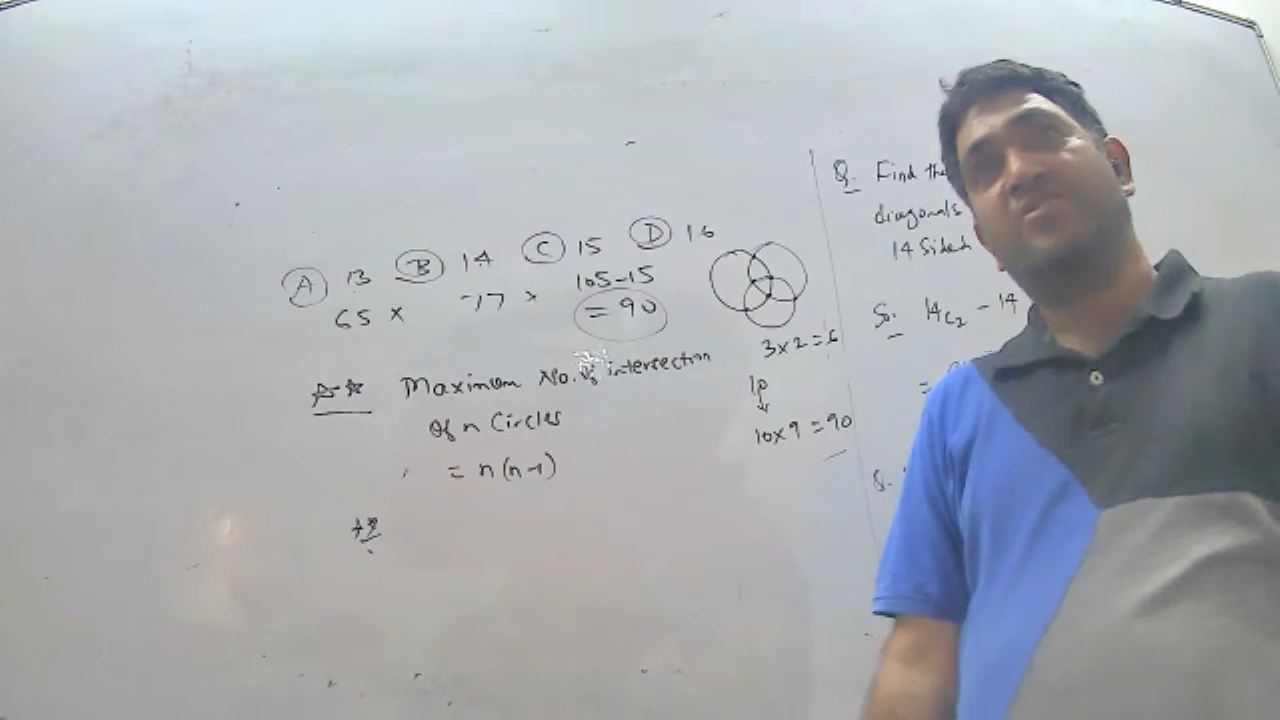 A 13 B 14 C 15 D 16
65 × 77 × 105-15
= 90
Maximum No. of intersection
of n Circles
= n(n-1)
3×2=6
10
10×9=90
Q. Find the
diagonals
14 Sided
So. 14C2 - 14
=
Q.